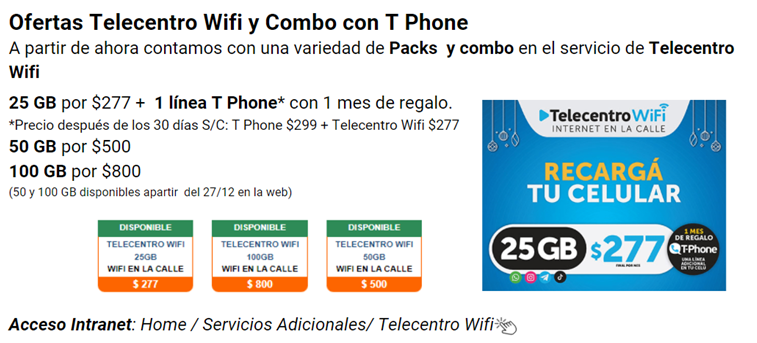 Ofertas Telecentro Wifi y Combo con T Phone
A partir de ahora contamos con una variedad de Packs y combo en el servicio de Telecentro
Wifi
25 GB por $277 + 1 línea T Phone* con 1 mes de regalo.
*Precio después de los 30 días S/C: T Phone $299 + Telecentro Wifi $277
50 GB por $500
100 GB por $800
(50 y 100 GB disponibles apartir del 27/12 en la web)
DISPONIBLE
TELECENTRO WIFI
25GB
WIFI EN LA CALLE
$ 277
DISPONIBLE
TELECENTRO WIFI
100GB
WIFI EN LA CALLE
$ 800
DISPONIBLE
TELECENTRO WIFI
50GB
WIFI EN LA CALLE
$ 500
Telecentro WiFi
INTERNET EN LA CALLE
RECARGÁ
TU CELULAR
25GB $277
FINAL POR MES
1 MES
DE REGALO
T-Phone
UNA LÍNEA
ADICIONAL
EN TU CELU
Acceso Intranet: Home / Servicios Adicionales/ Telecentro Wifi